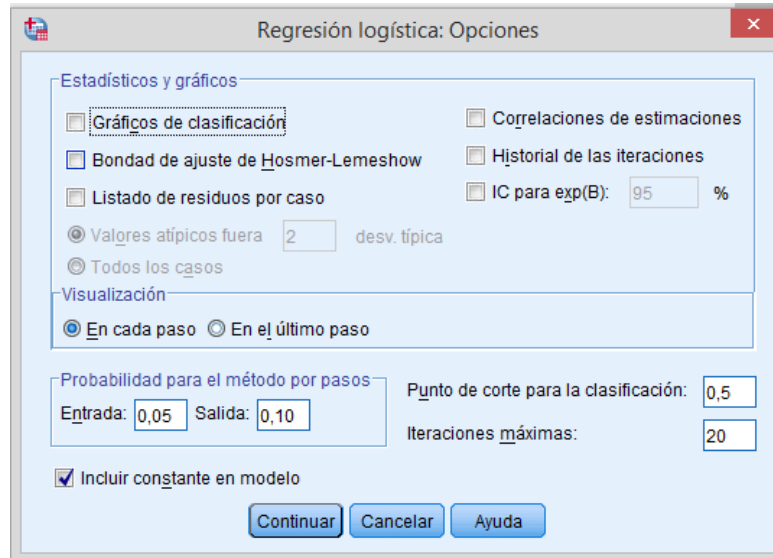 Regresión logística: Opciones
Estadísticos y gráficos
Gráficos de clasificación
Bondad de ajuste de Hosmer-Lemeshow
Listado de residuos por caso
Valores atípicos fuera 2 desv. típica
Todos los casos
Correlaciones de estimaciones
Historial de las iteraciones
IC para exp(B): 95 %
Visualización
En cada paso En el último paso
Probabilidad para el método por pasos
Entrada: 0,05 Salida: 0,10
Punto de corte para la clasificación: 0,5
Iteraciones máximas: 20
Incluir constante en modelo
Continuar Cancelar Ayuda